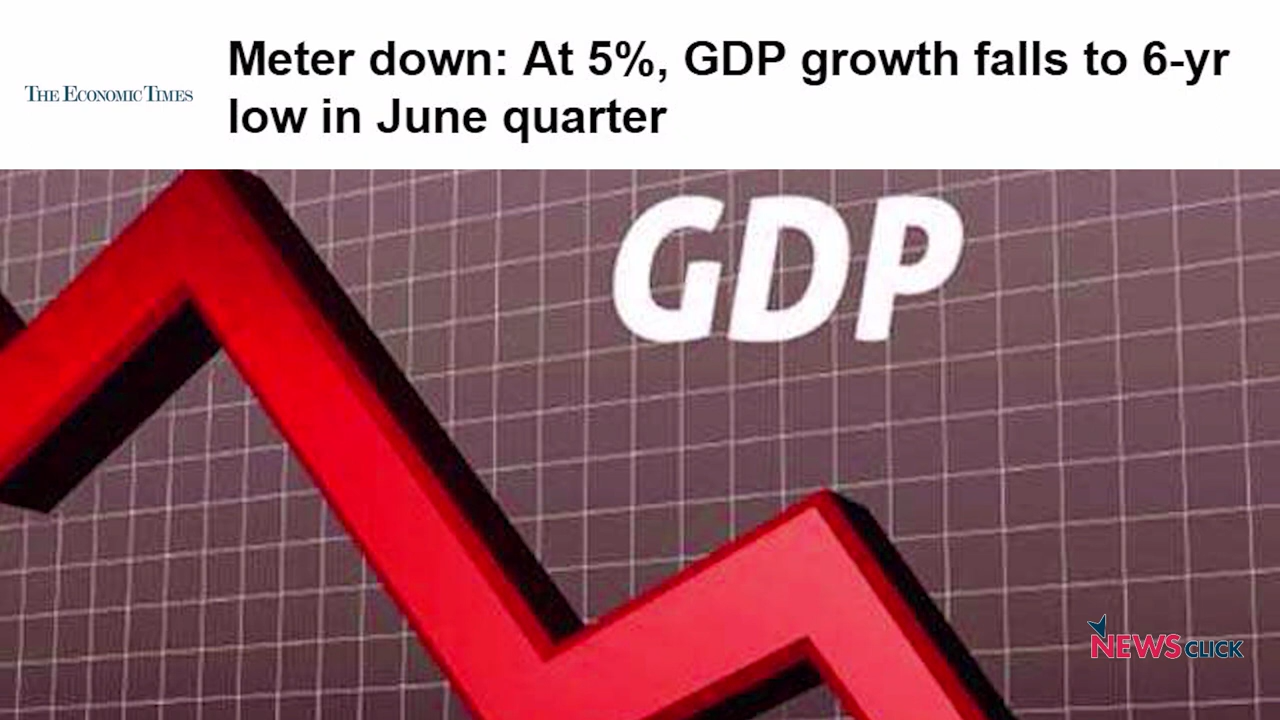 Meter down: At 5%, GDP growth falls to 6-yr
THE ECONOMIC TIMES
low in June quarter
GDP
NEWSCLICK